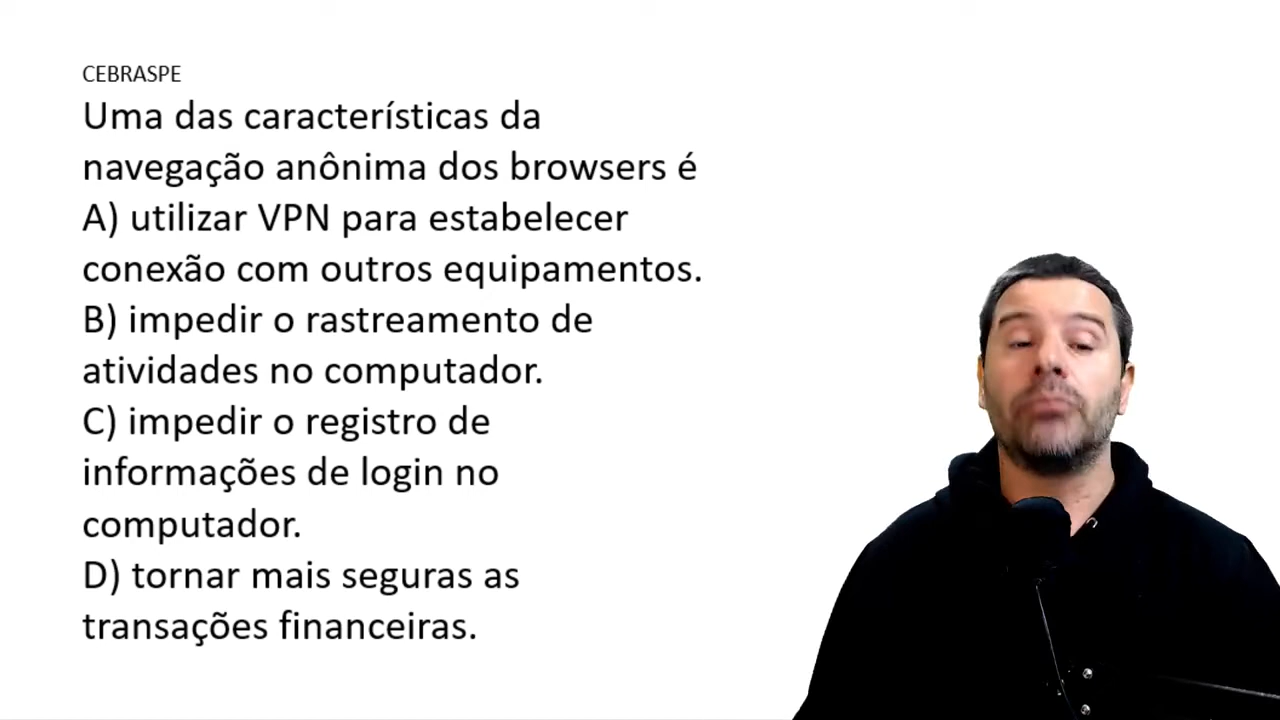 CEBRASPE
Uma das características da
navegação anônima dos browsers é
A) utilizar VPN para estabelecer
conexão com outros equipamentos.
B) impedir o rastreamento de
atividades no computador.
C) impedir o registro de
informações de login no
computador.
D) tornar mais seguras as
transações financeiras.